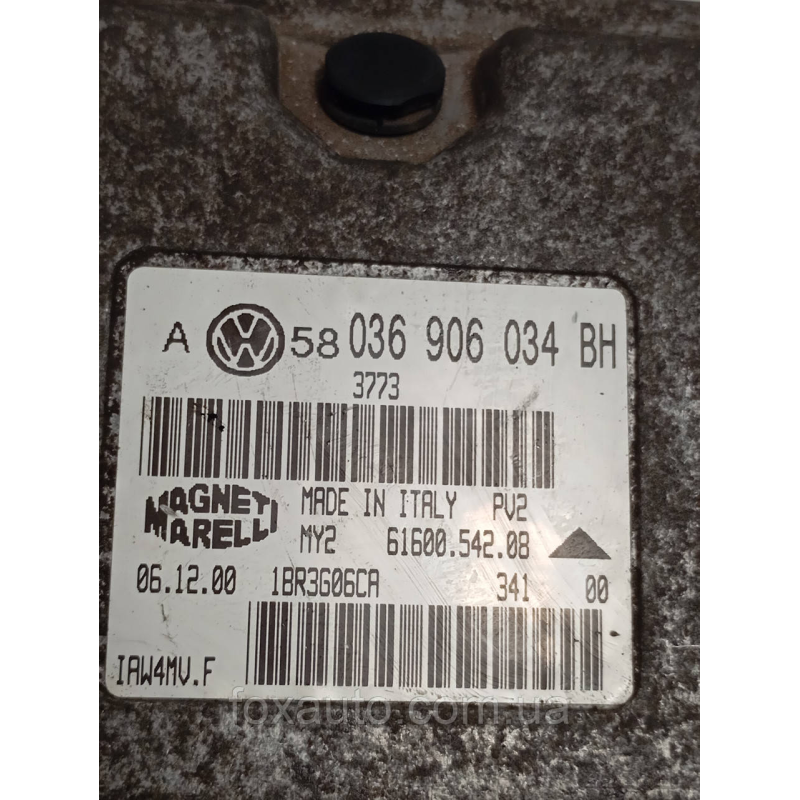 A VW 58 036 906 034 BH
3773
MAGNETI
MARELLI
MADE IN ITALY PV2
MY2 61600.542.08
06.12.00 1BR3G06CA 341 00
IAW4MV.F
foxauto.com.ua